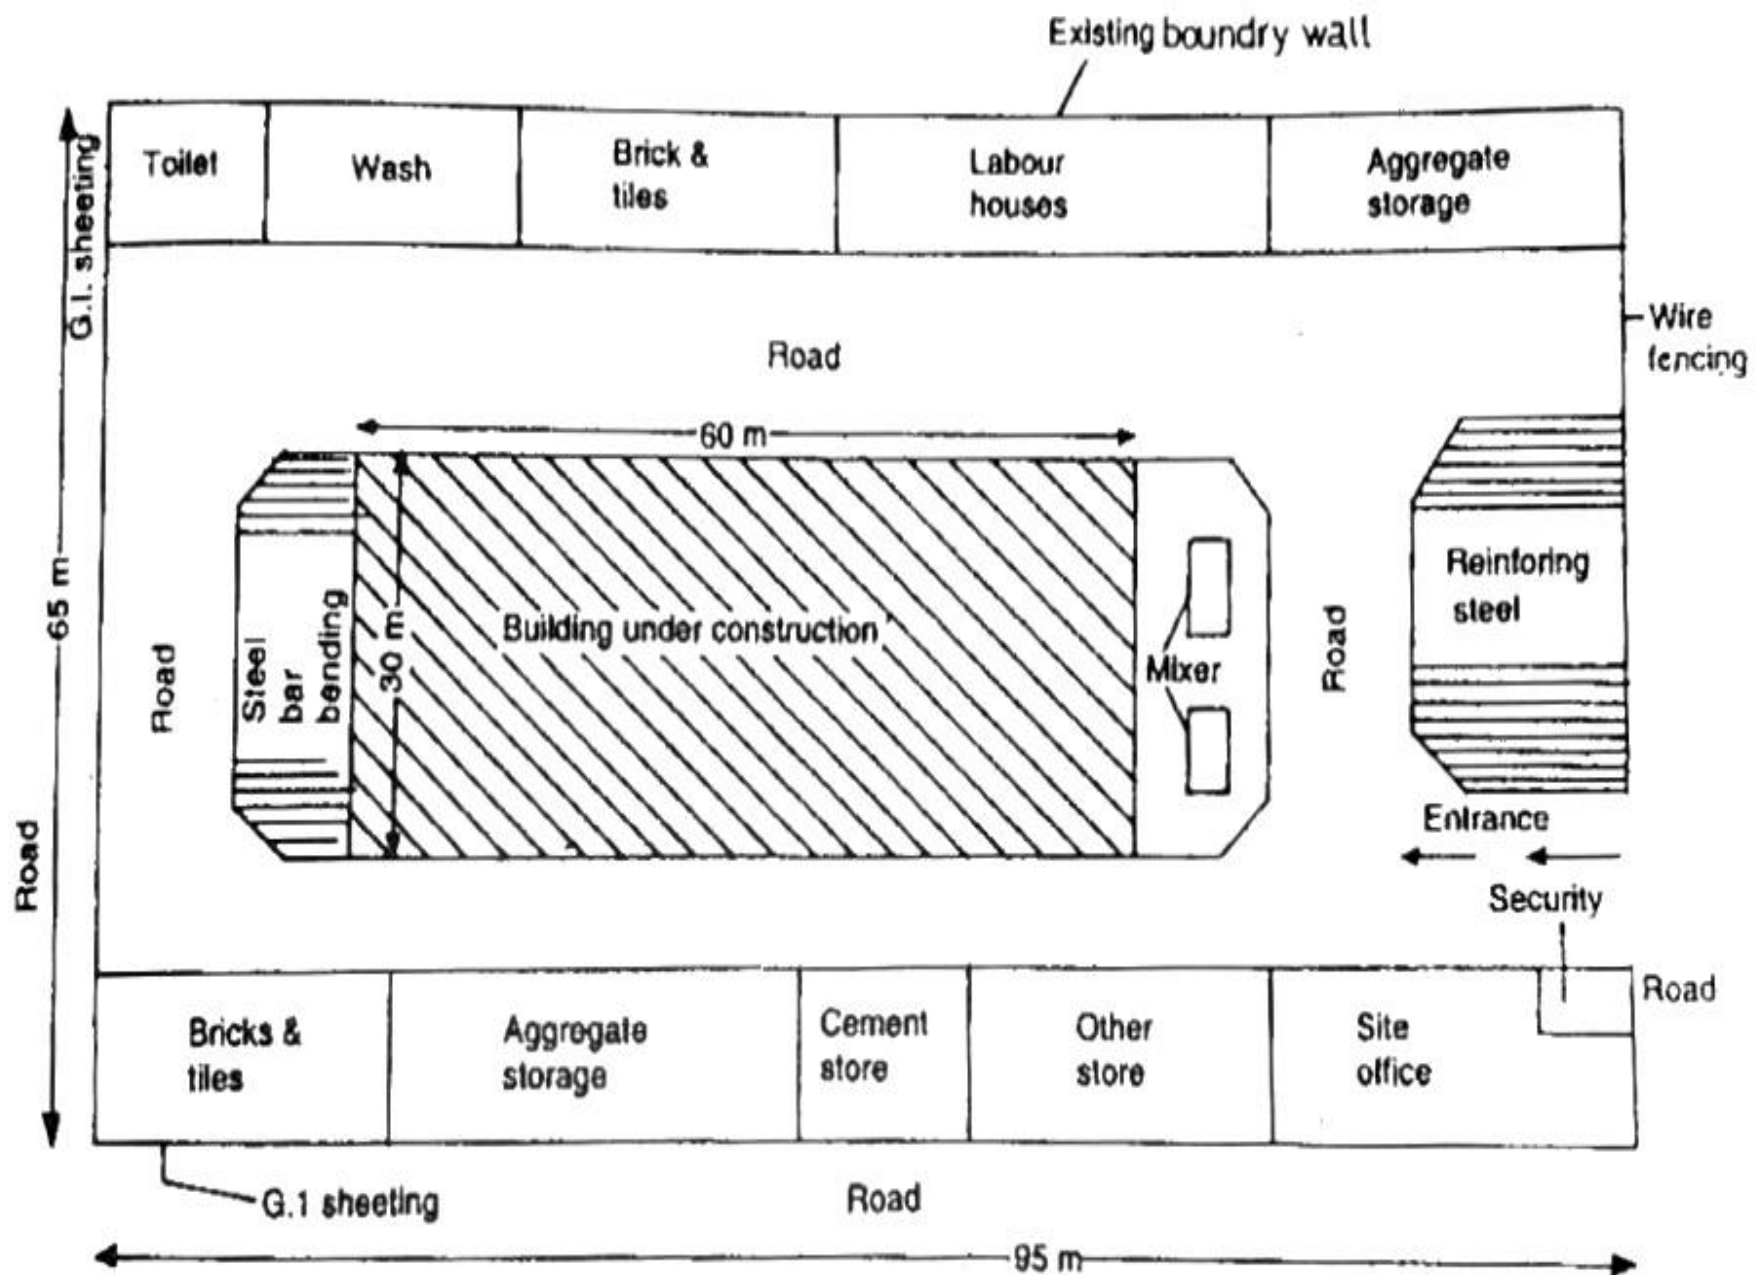 Existing boundry wall
G.I. sheeting
Toilet
Wash
Brick &
tiles
Labour
houses
Aggregate
storage
Wire
fencing
Road
60 m
65 m
Road
Steel
bar
bending
30 m
Building under construction
Mixer
Road
Reinforing
steel
Entrance
Security
Road
Bricks &
tiles
Aggregate
storage
Cement
store
Other
store
Site
office
Road
G.1 sheeting
Road
95 m